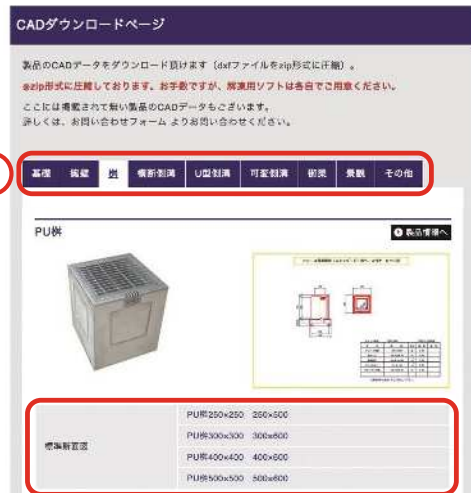 CADダウンロードページ
製品のCADデータをダウンロード頂けます（dxfファイルをzip形式に圧縮）。
※zip形式に圧縮しております。お手数ですが、解凍用ソフトは各自でご用意ください。
ここには掲載されて無い製品のCADデータもございます。
詳しくは、お問い合わせフォーム よりお問い合わせください。
基礎 擁壁 桝 横断側溝 U型側溝 可変側溝 街渠 景観 その他
PU桝
製品情報へ
PU桝250×250 250×500
PU桝300×300 300×600
標準断面図
PU桝400×400 400×600
PU桝500×500 500×600